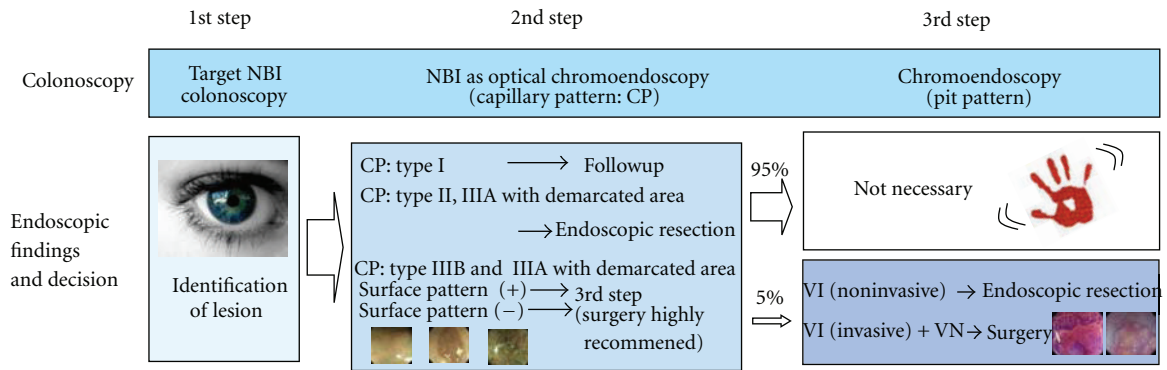 1st step
2nd step
3rd step
Colonoscopy
Target NBI
colonoscopy
NBI as optical chromoendoscopy
(capillary pattern: CP)
Chromoendoscopy
(pit pattern)
Endoscopic
findings
and decision
Identification
of lesion
CP: type I → Followup
CP: type II, IIIA with demarcated area
→ Endoscopic resection
CP: type IIIB and IIIA with demarcated area
Surface pattern (+) → 3rd step
Surface pattern (−) → (surgery highly
recommened)
95%
Not necessary
5%
VI (noninvasive) → Endoscopic resection
VI (invasive) + VN → Surgery